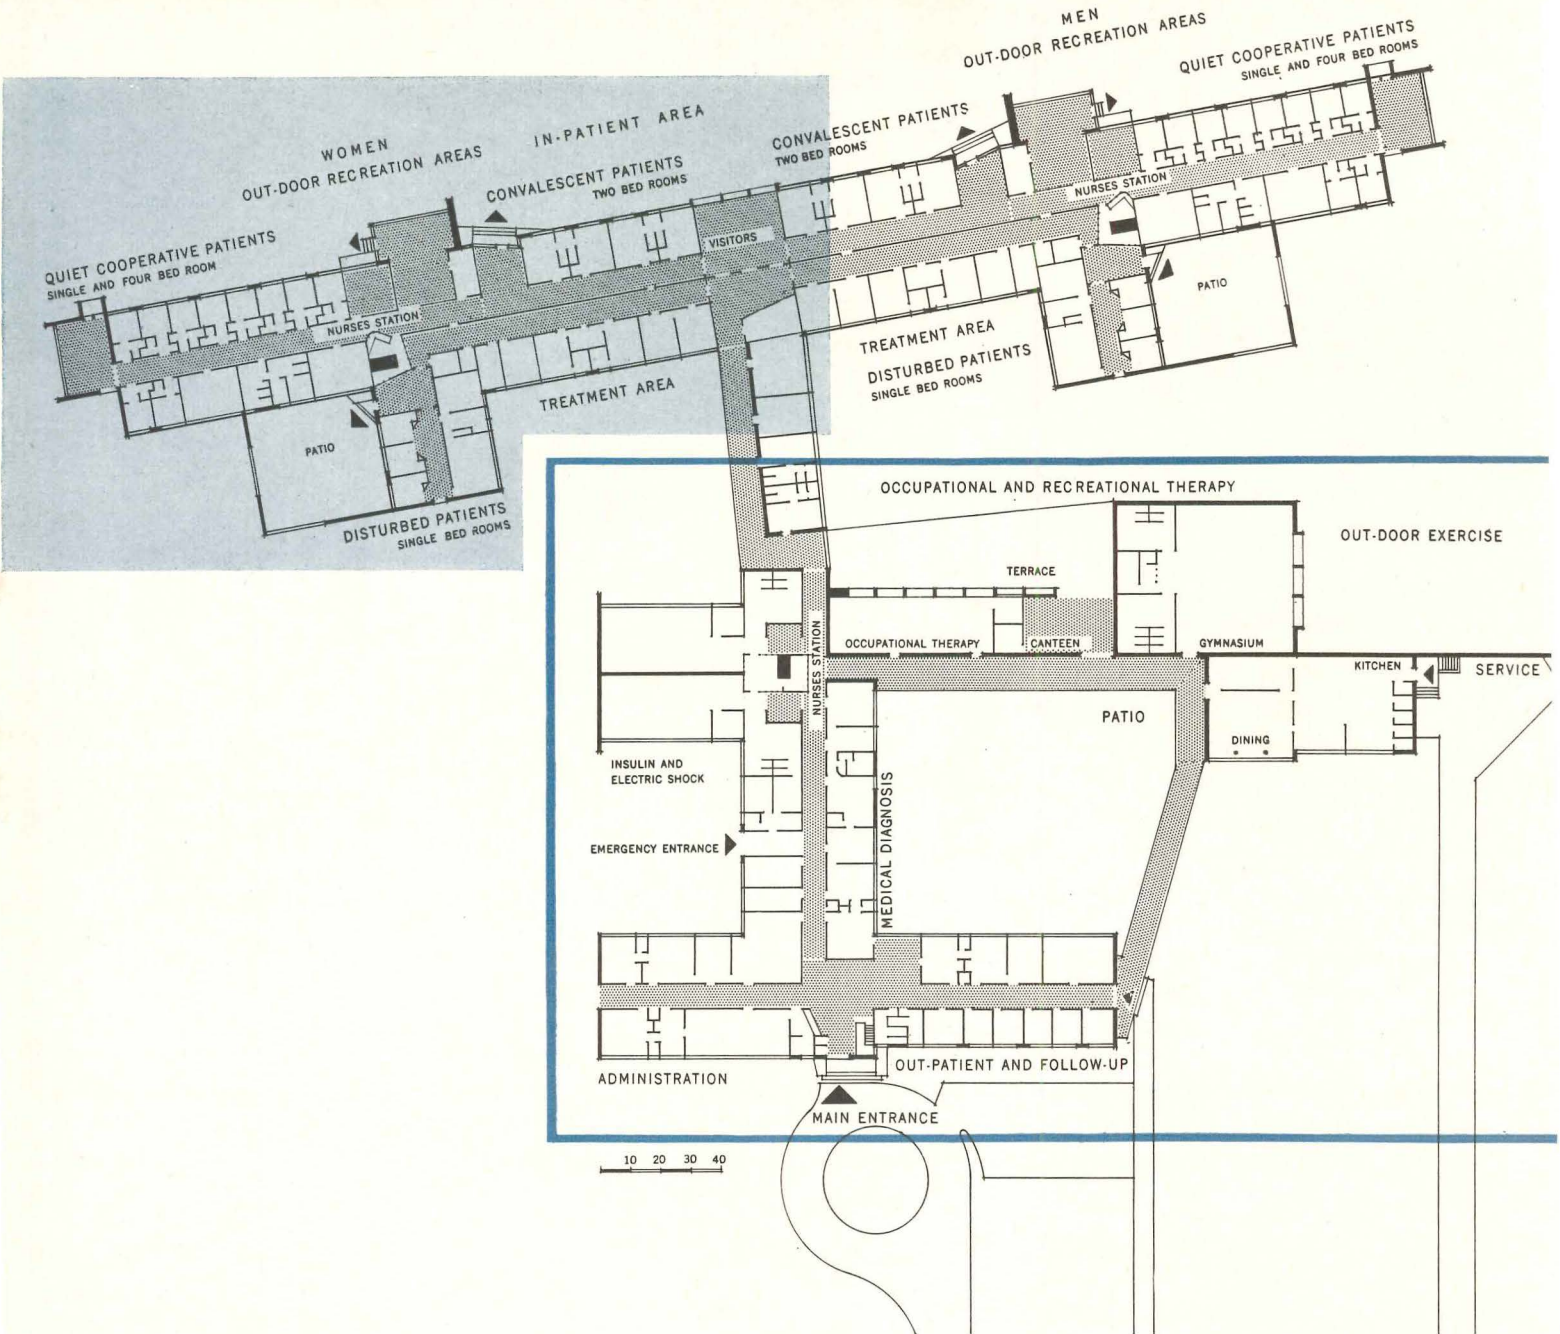 MEN
OUT-DOOR RECREATION AREAS
QUIET COOPERATIVE PATIENTS
SINGLE AND FOUR BED ROOMS
WOMEN
OUT-DOOR RECREATION AREAS
IN-PATIENT AREA
CONVALESCENT PATIENTS
TWO BED ROOMS
CONVALESCENT PATIENTS
TWO BED ROOMS
NURSES STATION
QUIET COOPERATIVE PATIENTS
SINGLE AND FOUR BED ROOM
VISITORS
NURSES STATION
PATIO
TREATMENT AREA
DISTURBED PATIENTS
SINGLE BED ROOMS
TREATMENT AREA
PATIO
DISTURBED PATIENTS
SINGLE BED ROOMS
OCCUPATIONAL AND RECREATIONAL THERAPY
OUT-DOOR EXERCISE
TERRACE
NURSES STATION
OCCUPATIONAL THERAPY
CANTEEN
GYMNASIUM
KITCHEN
SERVICE
PATIO
DINING
INSULIN AND
ELECTRIC SHOCK
MEDICAL DIAGNOSIS
EMERGENCY ENTRANCE
OUT-PATIENT AND FOLLOW-UP
ADMINISTRATION
MAIN ENTRANCE
10 20 30 40